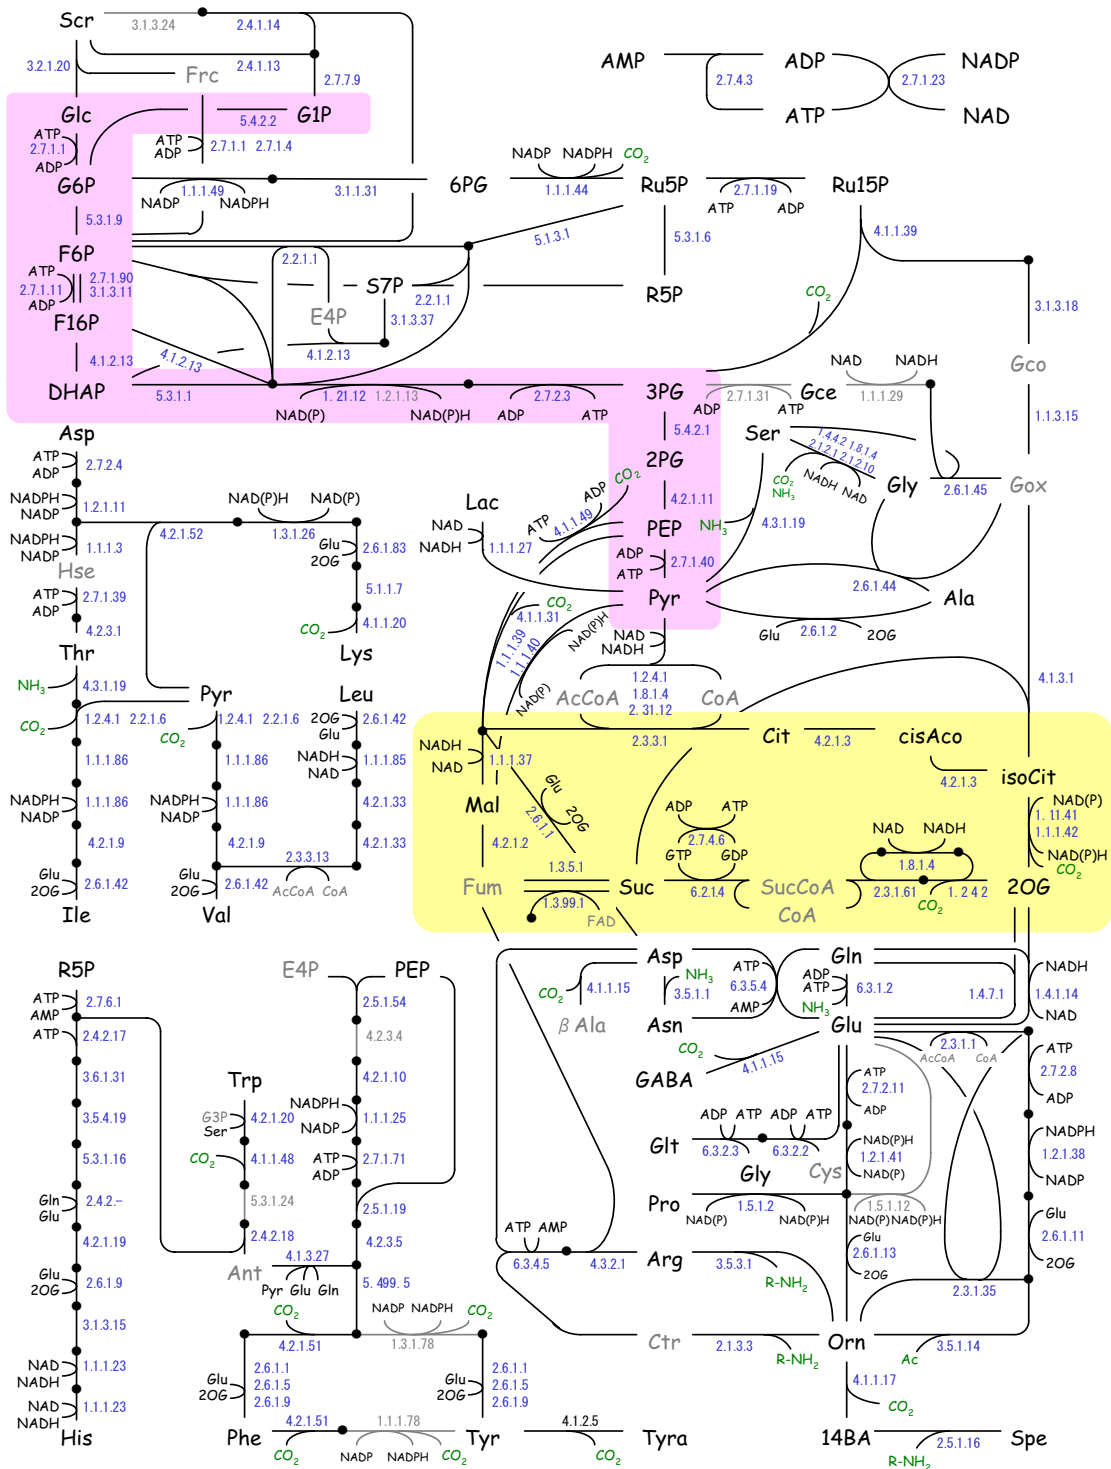 Scr 3.1.3.24 2.4.1.14
3.2.1.20 Frc 2.4.1.13 2.7.7.9
AMP 2.7.4.3 ADP 2.7.1.23 NADP
ATP NAD
Glc 5.4.2.2 G1P
ATP 2.7.1.1 ADP
ATP ADP 2.7.1.1 2.7.1.4
G6P 1.1.1.49 3.1.1.31 6PG 1.1.1.44 Ru5P 2.7.1.19 Ru15P
NADP NADPH
NADP NADPH CO2
ATP ADP
5.3.1.9
5.1.3.1 5.3.1.6 4.1.1.39
F6P 2.2.1.1
ATP 2.7.1.11 ADP 2.7.1.90 3.1.3.11
S7P 2.2.1.1 R5P CO2
E4P 3.1.3.37 3.1.3.18
F16P
4.1.2.13 4.1.2.13 4.1.2.13
Gco
DHAP 5.3.1.1 1. 21.12 1.2.1.13 2.7.2.3 3PG 2.7.1.31 Gce 1.1.1.29
NAD(P) NAD(P)H ADP ATP
ADP ATP NAD NADH
1.1.3.15
5.4.2.1
Asp
ATP ADP 2.7.2.4
NADPH NADP 1.2.1.11
4.2.1.52 NAD(P)H NAD(P) 1.3.1.26
NADPH NADP 1.1.1.3
Glu 2OG 2.6.1.83
Hse
5.1.1.7
ATP ADP 2.7.1.39
4.2.3.1
CO2 4.1.1.20
Thr Lys
2PG
4.2.1.11
Ser 1.4.4.2 1.8.1.4
2.1.2.1 2.1.2.10
CO2 NH3 NADH NAD
Gly 2.6.1.45 Gox
Lac
NAD NADH 1.1.1.27
ATP ADP 4.1.1.49 CO2
PEP
NH3 4.3.1.19
ADP ATP 2.7.1.40
2.6.1.44
Pyr Ala
Glu 2.6.1.2 2OG
CO2 4.1.1.31
1.1.1.39
1.1.1.40
NAD(P) NAD(P)H
NAD NADH
AcCoA 1.2.4.1 CoA
1.8.1.4
2. 31.12
4.1.3.1
NH3 4.3.1.19
CO2 1.2.4.1 2.2.1.6
Pyr Leu
CO2 1.2.4.1 2.2.1.6
2OG Glu 2.6.1.42
1.1.1.86 1.1.1.86
NADH NAD 1.1.1.85
NADPH NADP 1.1.1.86
NADPH NADP 1.1.1.86
4.2.1.33
4.2.1.9 4.2.1.9 4.2.1.33
2.3.3.13
Glu 2OG 2.6.1.42
Glu 2OG 2.6.1.42
AcCoA CoA
Ile Val
2.3.3.1 Cit 4.2.1.3 cisAco
NADH NAD 1.1.1.37
4.2.1.3 isoCit
Mal Glu 2OG 2.6.1.1
ADP ATP 2.7.4.6
NAD(P)
1. 11.41
1.1.1.42
NAD(P)H
CO2
4.2.1.2
NAD NADH 1.8.1.4
1.3.5.1 GTP GDP
Fum Suc 6.2.1.4 SucCoA 2.3.1.61 1. 2 4 2 2OG
1.3.99.1 FAD CoA CO2
Asp Gln
CO2 4.1.1.15
NH3 3.5.1.1
ATP 6.3.5.4 AMP
ADP ATP 6.3.1.2 NH3
1.4.7.1
NADH 1.4.1.14 NAD
β Ala Asn Glu
CO2 4.1.1.15
GABA
2.3.1.1
AcCoA CoA
ATP 2.7.2.8 ADP
ATP 2.7.2.11 ADP
Glt ADP ATP ADP ATP
6.3.2.3 6.3.2.2
NAD(P)H 1.2.1.41 NAD(P)
NADPH 1.2.1.38 NADP
Gly Cys
Pro 1.5.1.2 1.5.1.12
NAD(P) NAD(P)H NAD(P) NAD(P)H
Glu 2.6.1.13 2OG
Glu 2.6.1.11 2OG
ATP AMP
6.3.4.5 4.3.2.1 Arg 3.5.3.1
R-NH2
2.3.1.35
Ctr 2.1.3.3 Orn 3.5.1.14
R-NH2 Ac
4.1.1.17
CO2
14BA 2.5.1.16 Spe
R-NH2
R5P
ATP AMP 2.7.6.1
ATP 2.4.2.17
3.6.1.31
3.5.4.19
5.3.1.16
Gln Glu 2.4.2.–
4.2.1.19
Glu 2OG 2.6.1.9
3.1.3.15
NAD NADH 1.1.1.23
NAD NADH 1.1.1.23
His
Trp
G3P Ser 4.2.1.20
CO2 4.1.1.48
5.3.1.24
2.4.2.18
Ant 4.1.3.27
Pyr Glu Gln
E4P PEP
2.5.1.54
4.2.3.4
4.2.1.10
NADPH NADP 1.1.1.25
ATP ADP 2.7.1.71
2.5.1.19
4.2.3.5
5. 499. 5
CO2 4.2.1.51
NADP NADPH CO2 1.3.1.78
Glu 2OG 2.6.1.1
2.6.1.5
2.6.1.9
Glu 2OG 2.6.1.1
2.6.1.5
2.6.1.9
Phe 4.2.1.51 1.1.1.78 Tyr 4.1.2.5 Tyra
CO2 NADP NADPH CO2 CO2